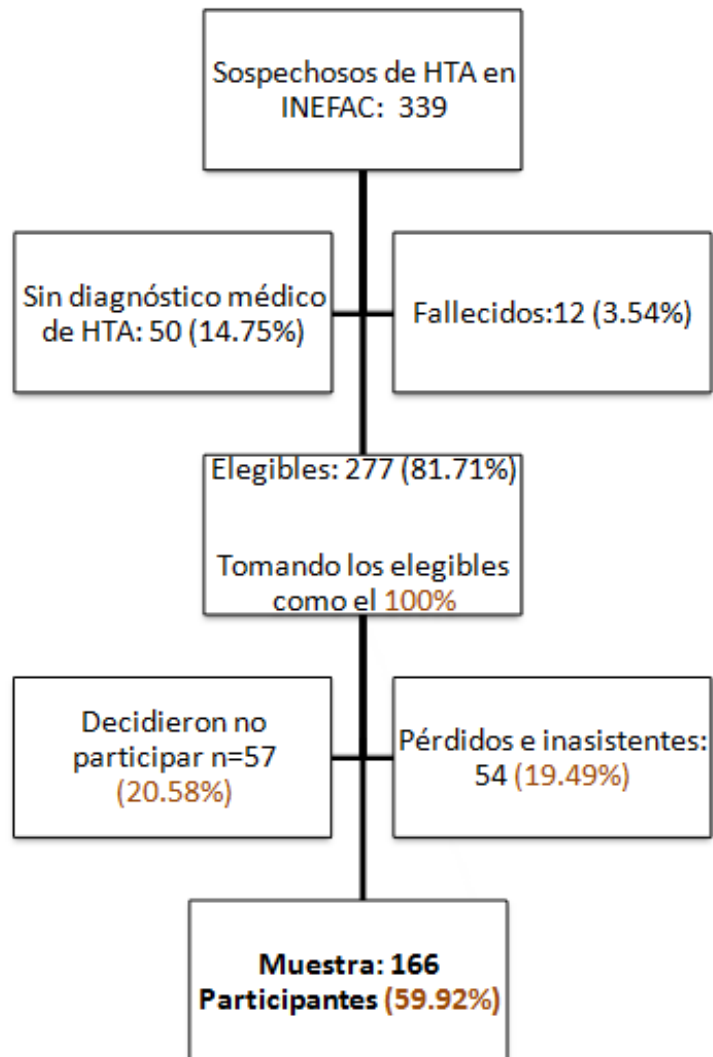 Sospechosos de HTA en
INEFAC:  339
Sin diagnóstico médico
de HTA: 50 (14.75%)
Fallecidos:12 (3.54%)
Elegibles: 277 (81.71%)
Tomando los elegibles
como el 100%
Decidieron no
participar n=57
(20.58%)
Pérdidos e inasistentes:
54 (19.49%)
Muestra: 166
Participantes (59.92%)